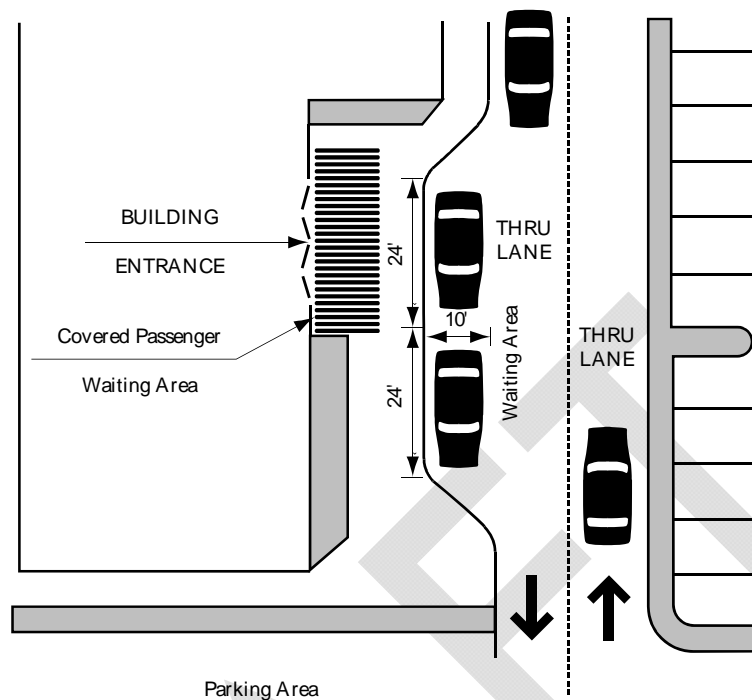 BUILDING
ENTRANCE
Covered Passenger
Waiting Area
24'
24'
10'
Waiting Area
THRU
LANE
THRU
LANE
Parking Area